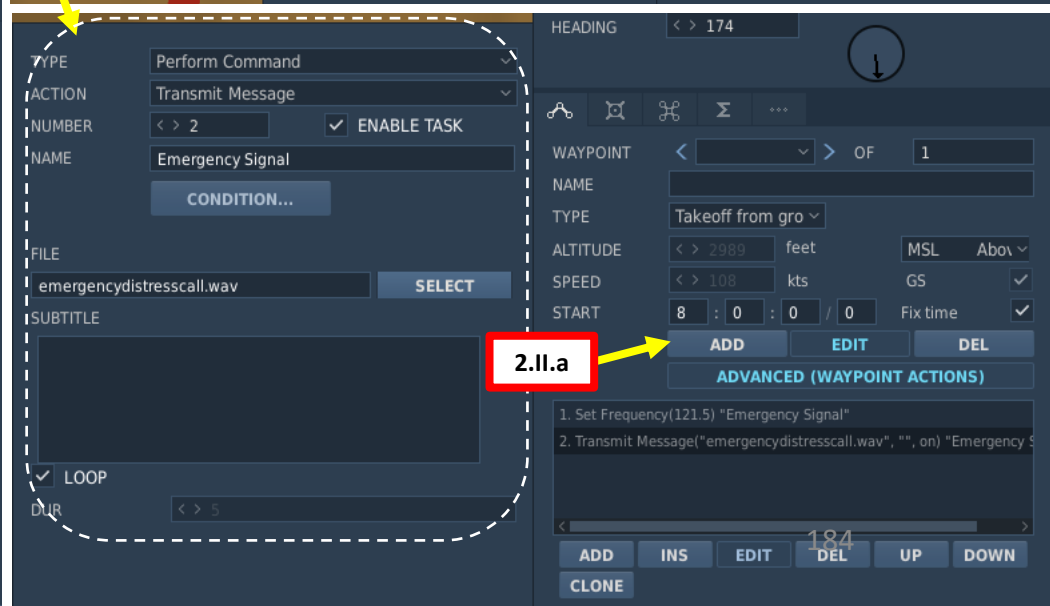 TYPE Perform Command
ACTION Transmit Message
NUMBER < > 2 ENABLE TASK
NAME Emergency Signal
CONDITION...
FILE
emergencydistresscall.wav SELECT
SUBTITLE
LOOP
DUR < > 5
HEADING < > 174
Σ ...
WAYPOINT < > OF 1
NAME
TYPE Takeoff from gro
ALTITUDE < > 2989 feet MSL Abov
SPEED < > 108 kts GS
START 8 : 0 : 0 / 0 Fix time
ADD EDIT DEL
2.II.a
ADVANCED (WAYPOINT ACTIONS)
1. Set Frequency(121.5) "Emergency Signal"
2. Transmit Message("emergencydistresscall.wav", "", on) "Emergency S
184
ADD INS EDIT DEL UP DOWN
CLONE